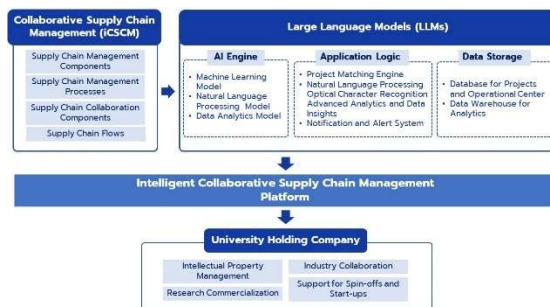 Collaborative Supply Chain
Management (iCSCM)
Supply Chain Management
Components
Supply Chain Management
Processes
Supply Chain Collaboration
Components
Supply Chain Flows
Large Language Models (LLMs)
AI Engine
• Machine Learning
Model
• Natural Language
Processing Model
• Data Analytics Model
Application Logic
• Project Matching Engine
• Natural Language Processing
Optical Character Recognition
Advanced Analytics and Data
Insights
• Notification and Alert System
Data Storage
• Database for Projects
and Operational Center
• Data Warehouse for
Analytics
Intelligent Collaborative Supply Chain Management
Platform
University Holding Company
Intellectual Property
Management
Research Commercialization
Industry Collaboration
Support for Spin-offs and
Start-ups